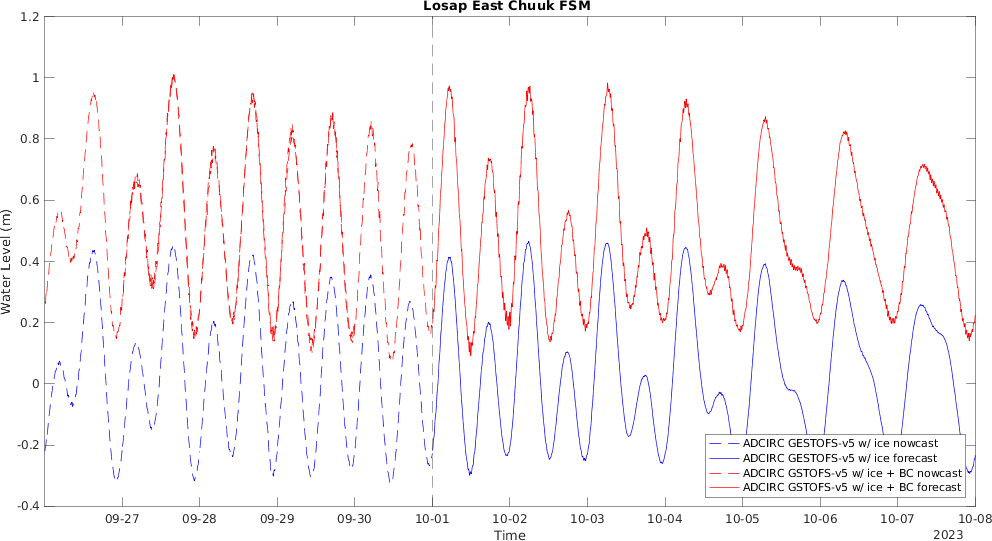 Losap East Chuuk FSM
1.2
1
0.8
0.6
0.4
0.2
0
-0.2
-0.4
Water Level (m)
ADCIRC GESTOFS-v5 w/ ice nowcast
ADCIRC GESTOFS-v5 w/ ice forecast
ADCIRC GSTOFS-v5 w/ ice + BC nowcast
ADCIRC GSTOFS-v5 w/ ice + BC forecast
09-27 09-28 09-29 09-30 10-01 10-02 10-03 10-04 10-05 10-06 10-07 10-08
Time
2023